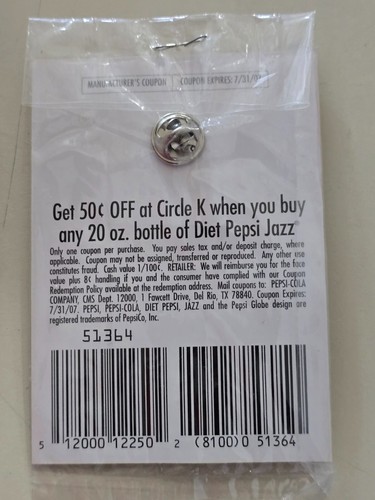 MANUFACTURER'S COUPON COUPON EXPIRES: 7/31/07
Get 50¢ OFF at Circle K when you buy
any 20 oz. bottle of Diet Pepsi Jazz®
Only one coupon per purchase. You pay sales tax and/or deposit charge, where
applicable. Coupon may not be assigned, transferred or reproduced. Any other use
constitutes fraud. Cash value 1/100¢. RETAILER: We will reimburse you for the face
value plus 8¢ handling if you and the consumer have complied with our Coupon
Redemption Policy available at the redemption address. Mail coupons to: PEPSI-COLA
COMPANY, CMS Dept. 12000, 1 Fawcett Drive, Del Rio, TX 78840. Coupon Expires:
7/31/07. PEPSI, PEPSI-COLA, DIET PEPSI, JAZZ and the Pepsi Globe design are
registered trademarks of PepsiCo, Inc.
51364
5 12000 12250 2 (8100)0 51364